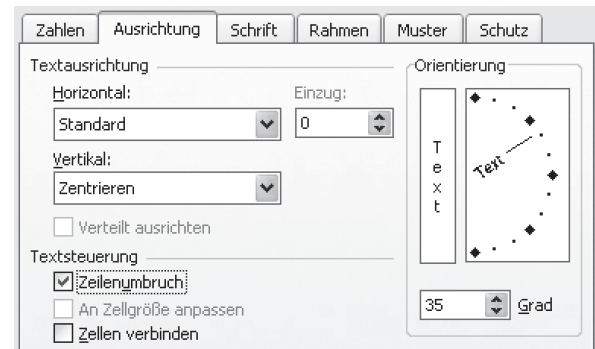 Zahlen Ausrichtung Schrift Rahmen Muster Schutz
Textausrichtung
Horizontal: Einzug:
Standard 0
Vertikal:
Zentrieren
Verteilt ausrichten
Textsteuerung
Zeilenumbruch
An Zellgröße anpassen
Zellen verbinden
Orientierung
T
e
x
t
Text
35 Grad